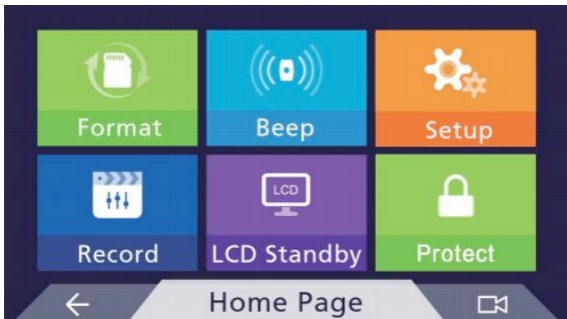 Format
Beep
Setup
LCD
Record
LCD Standby
Protect
Home Page